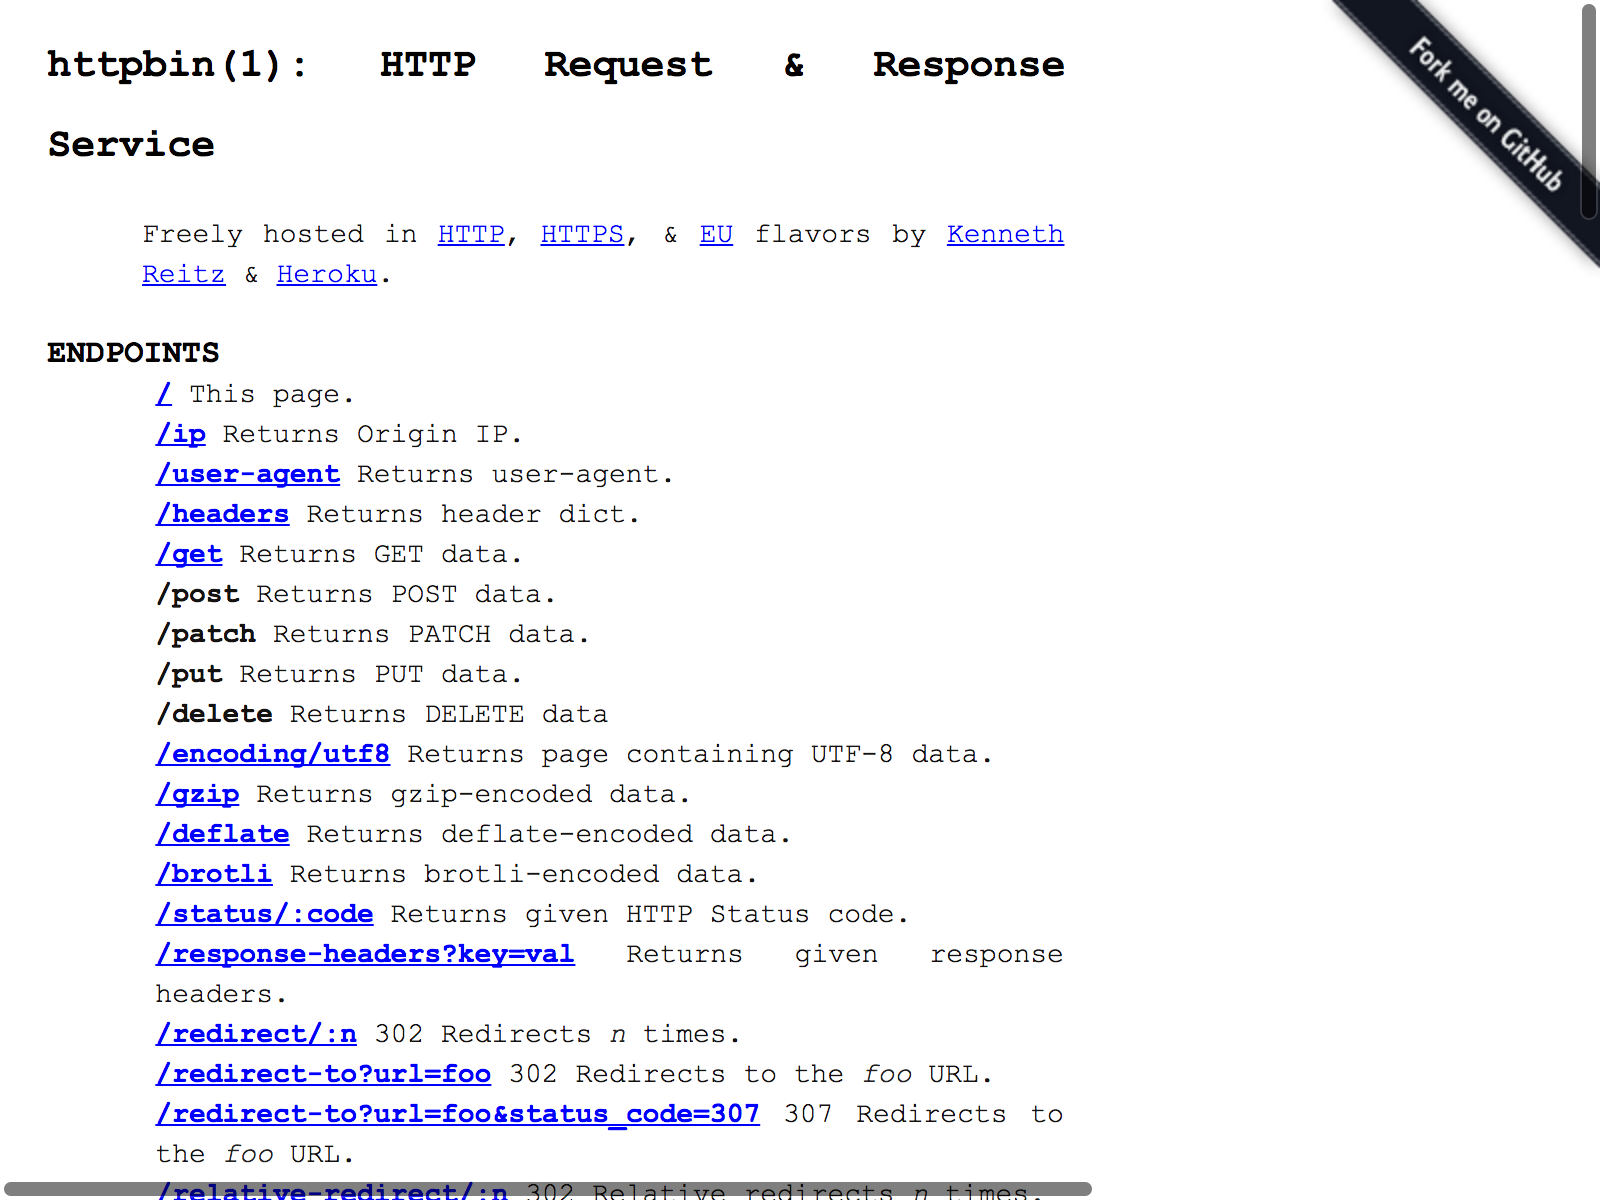 httpbin(1): HTTP Request & Response
Service
Fork me on GitHub
Freely hosted in HTTP, HTTPS, & EU flavors by Kenneth
Reitz & Heroku.
ENDPOINTS
/ This page.
/ip Returns Origin IP.
/user-agent Returns user-agent.
/headers Returns header dict.
/get Returns GET data.
/post Returns POST data.
/patch Returns PATCH data.
/put Returns PUT data.
/delete Returns DELETE data
/encoding/utf8 Returns page containing UTF-8 data.
/gzip Returns gzip-encoded data.
/deflate Returns deflate-encoded data.
/brotli Returns brotli-encoded data.
/status/:code Returns given HTTP Status code.
/response-headers?key=val Returns given response
headers.
/redirect/:n 302 Redirects n times.
/redirect-to?url=foo 302 Redirects to the foo URL.
/redirect-to?url=foo&status_code=307 307 Redirects to
the foo URL.
/relative-redirect/:n 302 Relative redirects n times.